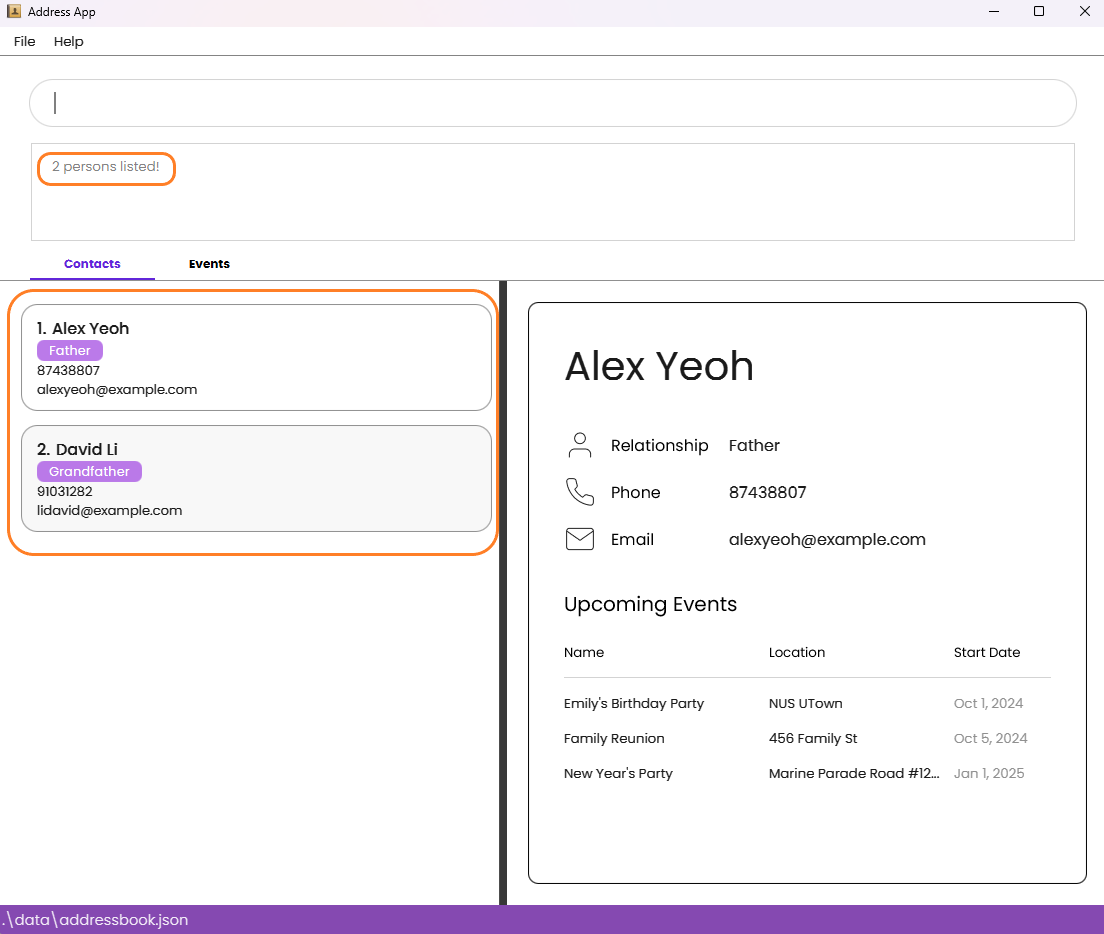 Address App
File Help
2 persons listed!
Contacts Events
1. Alex Yeoh
Father
87438807
alexyeoh@example.com
2. David Li
Grandfather
91031282
lidavid@example.com
Alex Yeoh
Relationship Father
Phone 87438807
Email alexyeoh@example.com
Upcoming Events
Name Location Start Date
Emily's Birthday Party NUS UTown Oct 1, 2024
Family Reunion 456 Family St Oct 5, 2024
New Year's Party Marine Parade Road #12... Jan 1, 2025
.\data\addressbook.json